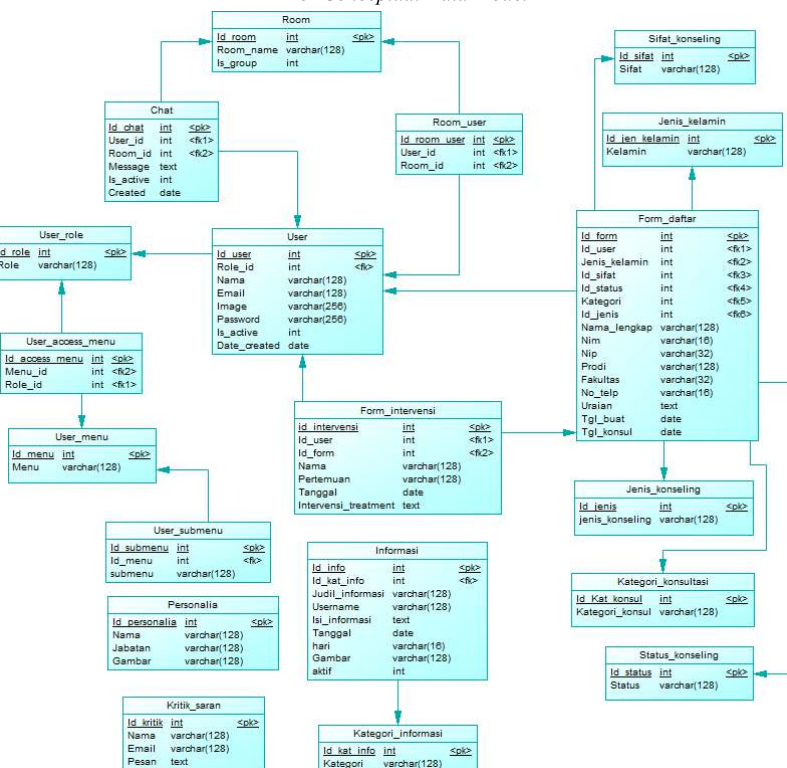 Room
Id_room int <pk>
Room_name varchar(128)
Is_group int
Sifat_konseling
Id_sifat int <pk>
Sifat varchar(128)
Chat
Id_chat int <pk>
User_id int <fk1>
Room_id int <fk2>
Message text
Is_active int
Created date
Room_user
Id_room_user int <pk>
User_id int <fk1>
Room_id int <fk2>
Jenis_kelamin
Id_jen_kelamin int <pk>
Kelamin varchar(128)
User_role
Id_role int <pk>
Role varchar(128)
User
Id_user int <pk>
Role_id int <fk>
Nama varchar(128)
Email varchar(128)
Image varchar(256)
Password varchar(256)
Is_active int
Date_created date
Form_daftar
Id_form int <pk>
Id_user int <fk1>
Jenis_kelamin int <fk2>
Id_sifat int <fk3>
Id_status int <fk4>
Kategori int <fk5>
Id_jenis int <fk6>
Nama_lengkap varchar(128)
Nim varchar(16)
Nip varchar(32)
Prodi varchar(128)
Fakultas varchar(32)
No_telp varchar(16)
Uraian text
Tgl_buat date
Tgl_konsul date
User_access_menu
Id_access_menu int <pk>
Menu_id int <fk2>
Role_id int <fk1>
Form_intervensi
id_intervensi int <pk>
Id_user int <fk1>
Id_form int <fk2>
Nama varchar(128)
Pertemuan varchar(128)
Tanggal date
Intervensi_treatment text
User_menu
Id_menu int <pk>
Menu varchar(128)
Jenis_konseling
Id_jenis int <pk>
jenis_konseling varchar(128)
User_submenu
Id_submenu int <pk>
Id_menu int <fk>
submenu varchar(128)
Informasi
Id_info int <pk>
Id_kat_info int <fk>
Judil_informasi varchar(128)
Username varchar(128)
Isi_informasi text
Tanggal date
hari varchar(16)
Gambar varchar(128)
aktif int
Kategori_konsultasi
Id_Kat_konsul int <pk>
Kategori_konsul varchar(128)
Personalia
Id_personalia int <pk>
Nama varchar(128)
Jabatan varchar(128)
Gambar varchar(128)
Status_konseling
Id_status int <pk>
Status varchar(128)
Kritik_saran
Id_kritik int <pk>
Nama varchar(128)
Email varchar(128)
Pesan text
Kategori_informasi
Id_kat_info int <pk>
Kategori varchar(128)